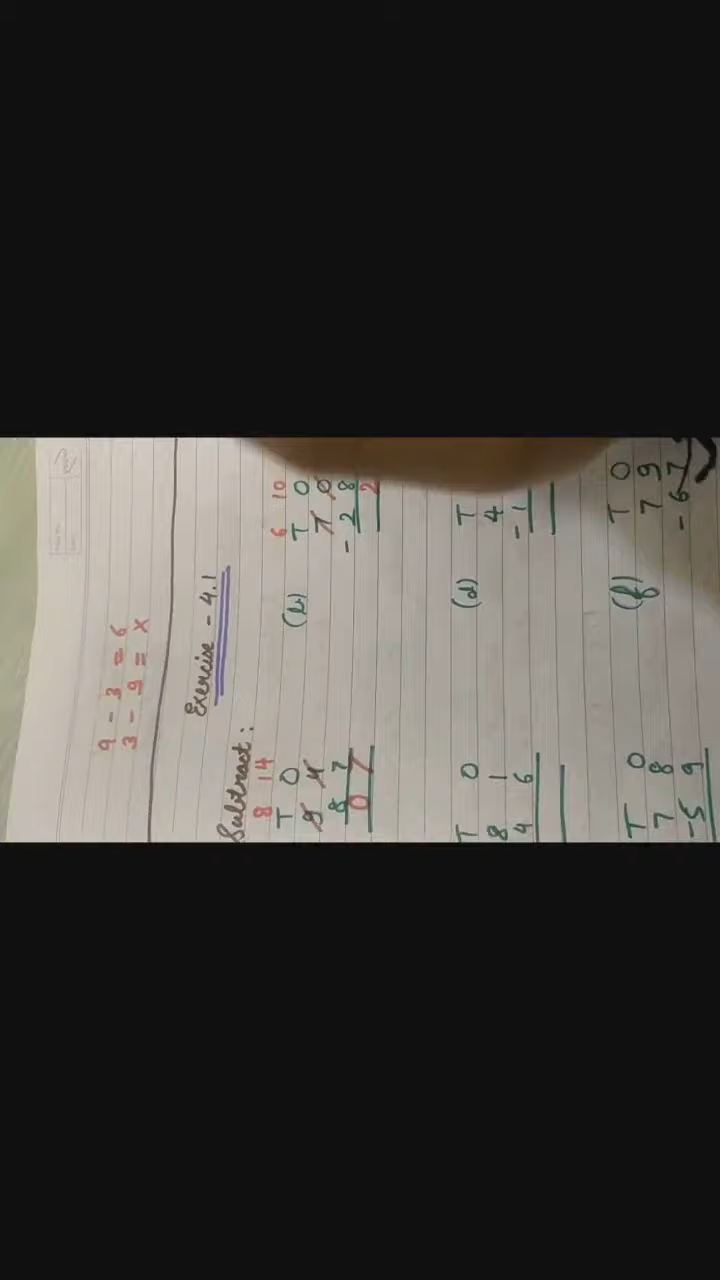 9 - 3 = 6
3 - 9 = x
Exercise - 4.1
Subtract:
8 14
T O
9 4
8 7
0 7
(b)
6 10
T O
7 0
- 2 8
2
T O
8 1
4 6
(d)
T
4
- 1
T O
7 8
- 5 9
(f)
T O
7 9
- 6 7